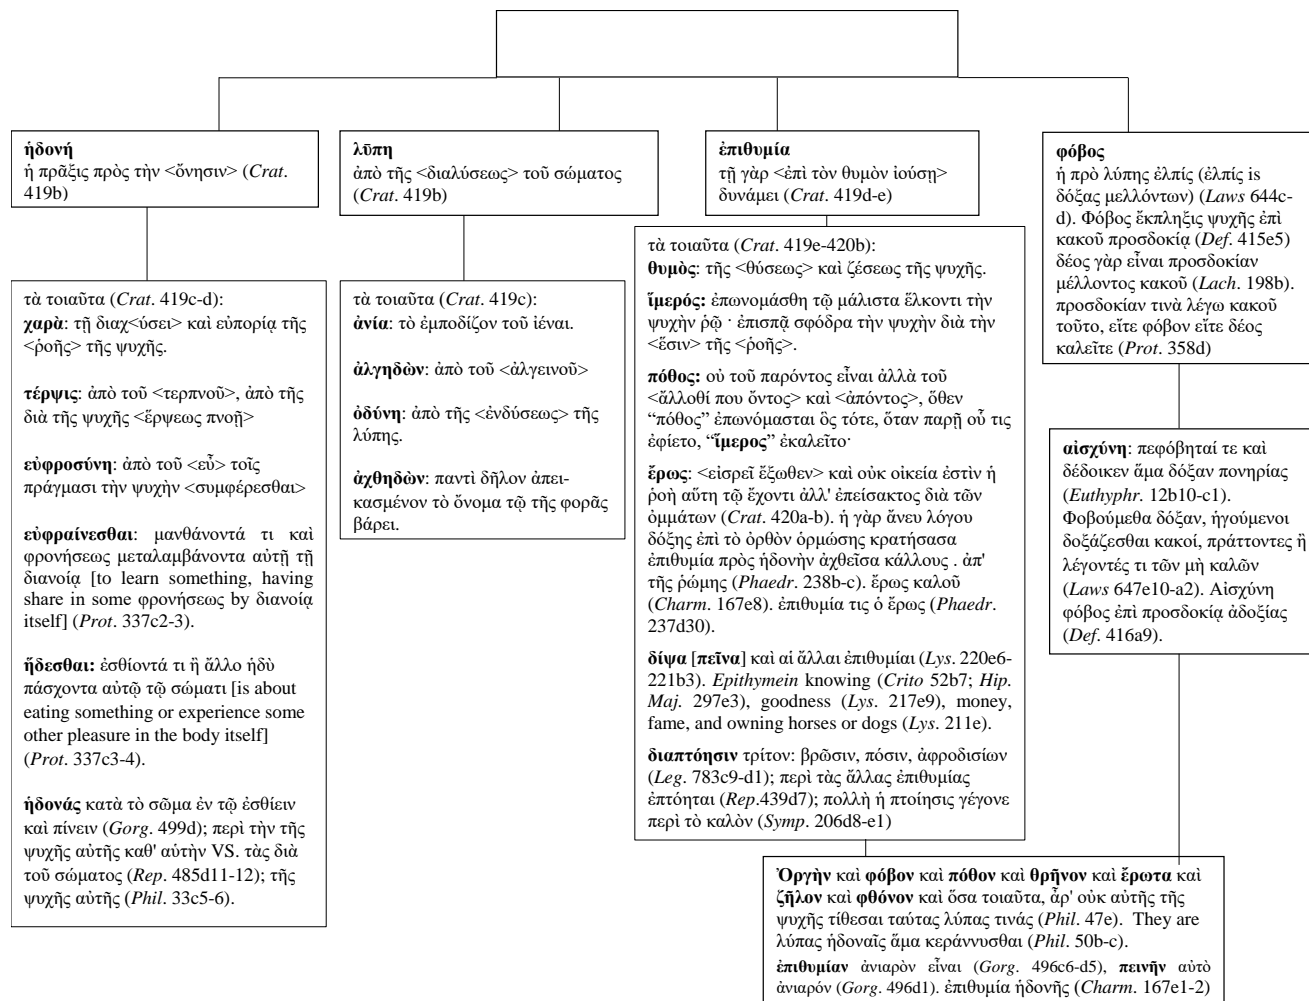 ἡδονή
ἡ πρᾶξις πρὸς τὴν <ὄνησιν> (Crat.
419b)
λῡπη
ἀπὸ τῆς <διαλύσεως> τοῦ σώματος
(Crat. 419b)
ἐπιθυμία
τῇ γὰρ <ἐπὶ τὸν θυμὸν ἰούσῃ>
δυνάμει (Crat. 419d-e)
φόβος
ἡ πρὸ λύπης ἐλπίς (ἐλπίς is
δόξας μελλόντων) (Laws 644c-
d). Φόβος ἔκπληξις ψυχῆς ἐπὶ
κακοῦ προσδοκίᾳ (Def. 415e5)
δέος γὰρ εἶναι προσδοκίαν
μέλλοντος κακοῦ (Lach. 198b).
προσδοκίαν τινὰ λέγω κακοῦ
τοῦτο, εἴτε φόβον εἴτε δέος
καλεῖτε (Prot. 358d)
τὰ τοιαῦτα (Crat. 419c-d):
χαρὰ: τῇ διαχ<ύσει> καὶ εὐπορίᾳ τῆς
<ῥοῆς> τῆς ψυχῆς.
τέρψις: ἀπὸ τοῦ <τερπνοῦ>, ἀπὸ τῆς
διὰ τῆς ψυχῆς <ἕρψεως πνοῇ>
εὐφροσύνη: ἀπὸ τοῦ <εὖ> τοῖς
πράγμασι τὴν ψυχὴν <συμφέρεσθαι>
εὐφραίνεσθαι: μανθάνοντά τι καὶ
φρονήσεως μεταλαμβάνοντα αὐτῇ τῇ
διανοίᾳ [to learn something, having
share in some φρονήσεως by διανοίᾳ
itself] (Prot. 337c2-3).
ἥδεσθαι: ἐσθίοντά τι ἢ ἄλλο ἡδὺ
πάσχοντα αὐτῷ τῷ σώματι [is about
eating something or experience some
other pleasure in the body itself]
(Prot. 337c3-4).
ἡδονάς κατὰ τὸ σῶμα ἐν τῷ ἐσθίειν
καὶ πίνειν (Gorg. 499d); περὶ τὴν τῆς
ψυχῆς αὐτῆς καθ' αὑτὴν VS. τὰς διὰ
τοῦ σώματος (Rep. 485d11-12); τῆς
ψυχῆς αὐτῆς (Phil. 33c5-6).
τὰ τοιαῦτα (Crat. 419c):
ἀνία: τὸ ἐμποδίζον τοῦ ἰέναι.
ἀλγηδὼν: ἀπὸ τοῦ <ἀλγεινοῦ>
ὀδύνη: ἀπὸ τῆς <ἐνδύσεως> τῆς
λύπης.
ἀχθηδὼν: παντὶ δῆλον ἀπει-
κασμένον τὸ ὄνομα τῷ τῆς φορᾶς
βάρει.
τὰ τοιαῦτα (Crat. 419e-420b):
θυμὸς: τῆς <θύσεως> καὶ ζέσεως τῆς ψυχῆς.
ἵμερός: ἐπωνομάσθη τῷ μάλιστα ἕλκοντι τὴν
ψυχὴν ῥῷ · ἐπισπᾷ σφόδρα τὴν ψυχὴν διὰ τὴν
<ἕσιν> τῆς <ῥοῆς>.
πόθος: οὐ τοῦ παρόντος εἶναι ἀλλὰ τοῦ
<ἄλλοθί που ὄντος> καὶ <ἀπόντος>, ὅθεν
“πόθος” ἐπωνόμασται ὃς τότε, ὅταν παρῇ οὗ τις
ἐφίετο, “ἵμερος” ἐκαλεῖτο·
ἔρως: <εἰσρεῖ ἔξωθεν> καὶ οὐκ οἰκεία ἐστὶν ἡ
ῥοὴ αὕτη τῷ ἔχοντι ἀλλ' ἐπείσακτος διὰ τῶν
ὀμμάτων (Crat. 420a-b). ἡ γὰρ ἄνευ λόγου
δόξης ἐπὶ τὸ ὀρθὸν ὁρμώσης κρατήσασα
ἐπιθυμία πρὸς ἡδονὴν ἀχθεῖσα κάλλους . ἀπ'
τῆς ῥώμης (Phaedr. 238b-c). ἔρως καλοῦ
(Charm. 167e8). ἐπιθυμία τις ὁ ἔρως (Phaedr.
237d30).
δίψα [πεῖνα] καὶ αἱ ἄλλαι ἐπιθυμίαι (Lys. 220e6-
221b3). Epithymein knowing (Crito 52b7; Hip.
Maj. 297e3), goodness (Lys. 217e9), money,
fame, and owning horses or dogs (Lys. 211e).
διαπτόησιν τρίτον: βρῶσιν, πόσιν, ἀφροδισίων
(Leg. 783c9-d1); περὶ τὰς ἄλλας ἐπιθυμίας
ἐπτόηται (Rep.439d7); πολλὴ ἡ πτοίησις γέγονε
περὶ τὸ καλὸν (Symp. 206d8-e1)
αἰσχύνη: πεφόβηταί τε καὶ
δέδοικεν ἅμα δόξαν πονηρίας
(Euthyphr. 12b10-c1).
Φοβούμεθα δόξαν, ἡγούμενοι
δοξάζεσθαι κακοί, πράττοντες ἢ
λέγοντές τι τῶν μὴ καλῶν
(Laws 647e10-a2). Αἰσχύνη
φόβος ἐπὶ προσδοκίᾳ ἀδοξίας
(Def. 416a9).
Ὀργὴν καὶ φόβον καὶ πόθον καὶ θρῆνον καὶ ἔρωτα καὶ
ζῆλον καὶ φθόνον καὶ ὅσα τοιαῦτα, ἆρ' οὐκ αὐτῆς τῆς
ψυχῆς τίθεσαι ταύτας λύπας τινάς (Phil. 47e). They are
λύπας ἡδοναῖς ἅμα κεράννυσθαι (Phil. 50b-c).
ἐπιθυμίαν ἀνιαρὸν εἶναι (Gorg. 496c6-d5), πεινῆν αὐτὸ
ἀνιαρόν (Gorg. 496d1). ἐπιθυμία ἡδονῆς (Charm. 167e1-2)